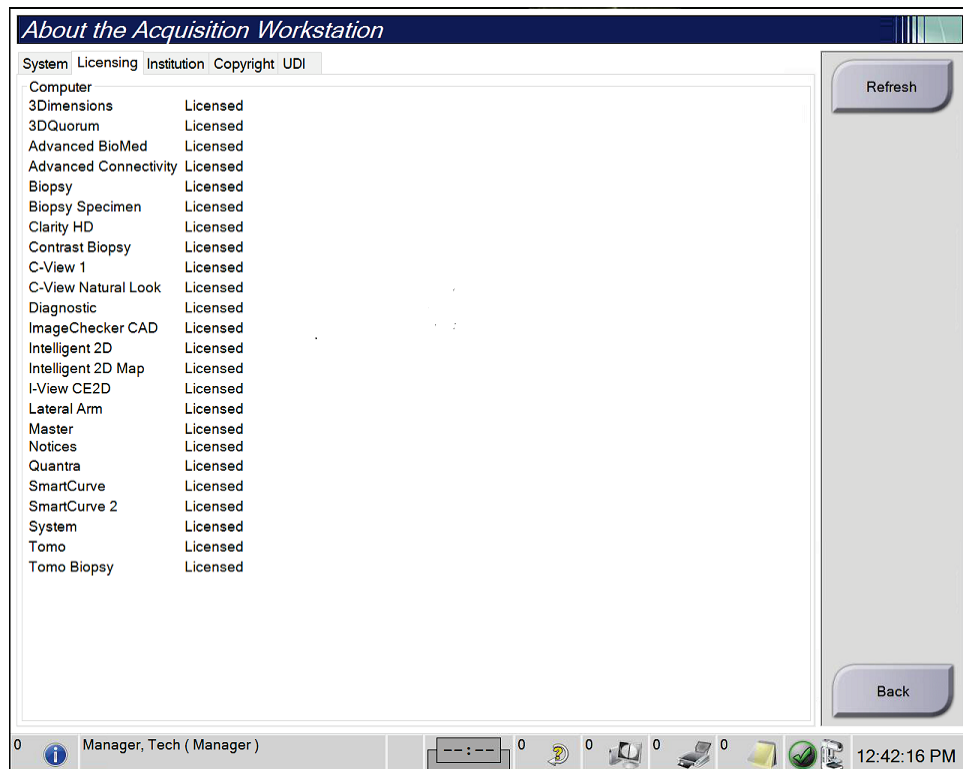 About the Acquisition Workstation
System Licensing Institution Copyright UDI
Computer
3Dimensions Licensed
3DQuorum Licensed
Advanced BioMed Licensed
Advanced Connectivity Licensed
Biopsy Licensed
Biopsy Specimen Licensed
Clarity HD Licensed
Contrast Biopsy Licensed
C-View 1 Licensed
C-View Natural Look Licensed
Diagnostic Licensed
ImageChecker CAD Licensed
Intelligent 2D Licensed
Intelligent 2D Map Licensed
I-View CE2D Licensed
Lateral Arm Licensed
Master Licensed
Notices Licensed
Quantra Licensed
SmartCurve Licensed
SmartCurve 2 Licensed
System Licensed
Tomo Licensed
Tomo Biopsy Licensed
Refresh
Back
0 Manager, Tech ( Manager ) --:-- 0 0 0 0 12:42:16 PM